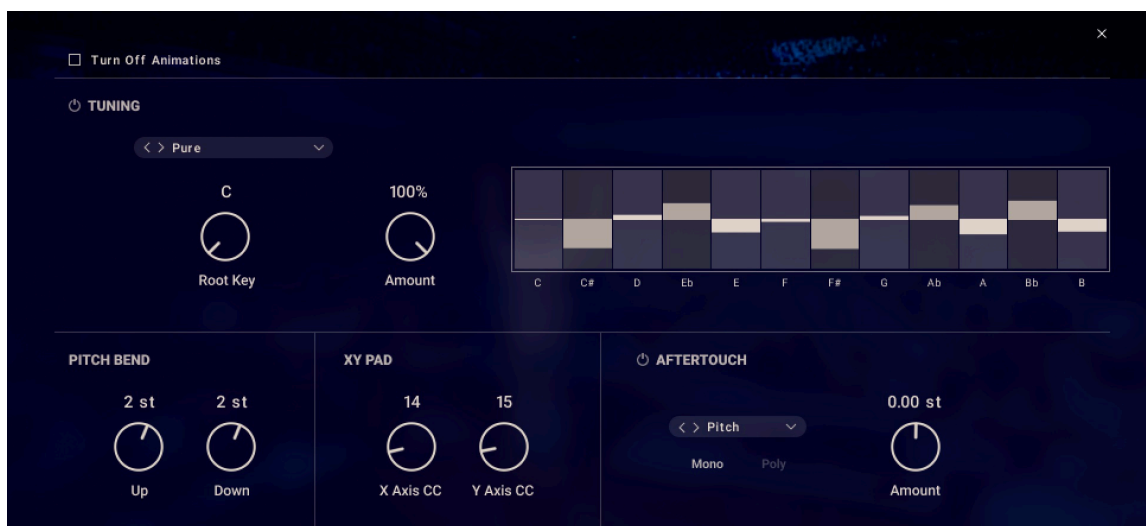 Turn Off Animations
TUNING
Pure
C 100%
Root Key Amount
C C# D Eb E F F# G Ab A Bb B
PITCH BEND
2 st 2 st
Up Down
XY PAD
14 15
X Axis CC Y Axis CC
AFTERTOUCH
Pitch
Mono Poly
0.00 st
Amount